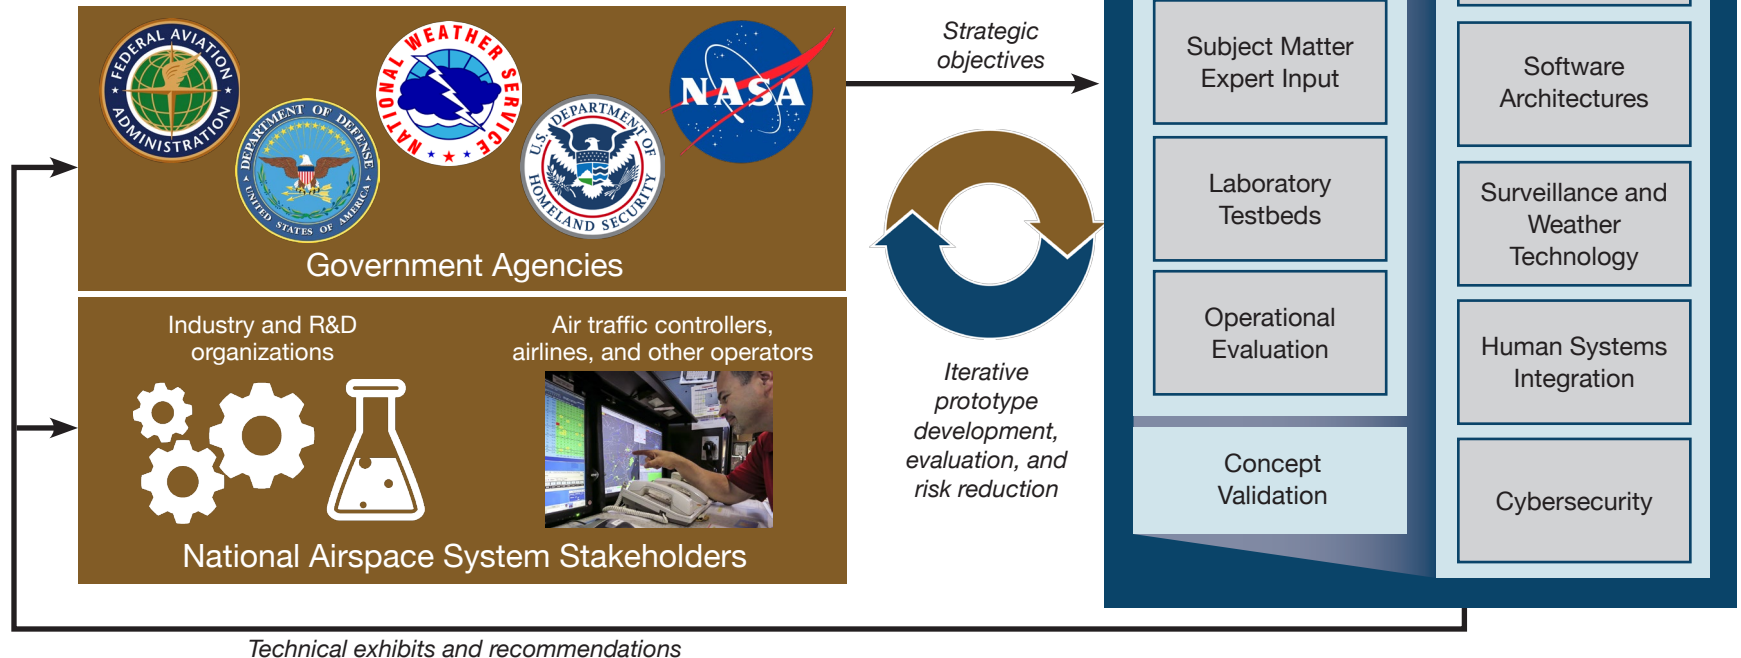 FEDERAL AVIATION
ADMINISTRATION
DEPARTMENT OF DEFENSE
UNITED STATES OF AMERICA
NATIONAL WEATHER SERVICE
U.S. DEPARTMENT OF
HOMELAND SECURITY
NASA
Government Agencies
Industry and R&D
organizations
Air traffic controllers,
airlines, and other operators
National Airspace System Stakeholders
Strategic
objectives
Iterative
prototype
development,
evaluation, and
risk reduction
Subject Matter
Expert Input
Laboratory
Testbeds
Operational
Evaluation
Concept
Validation
Software
Architectures
Surveillance and
Weather
Technology
Human Systems
Integration
Cybersecurity
Technical exhibits and recommendations